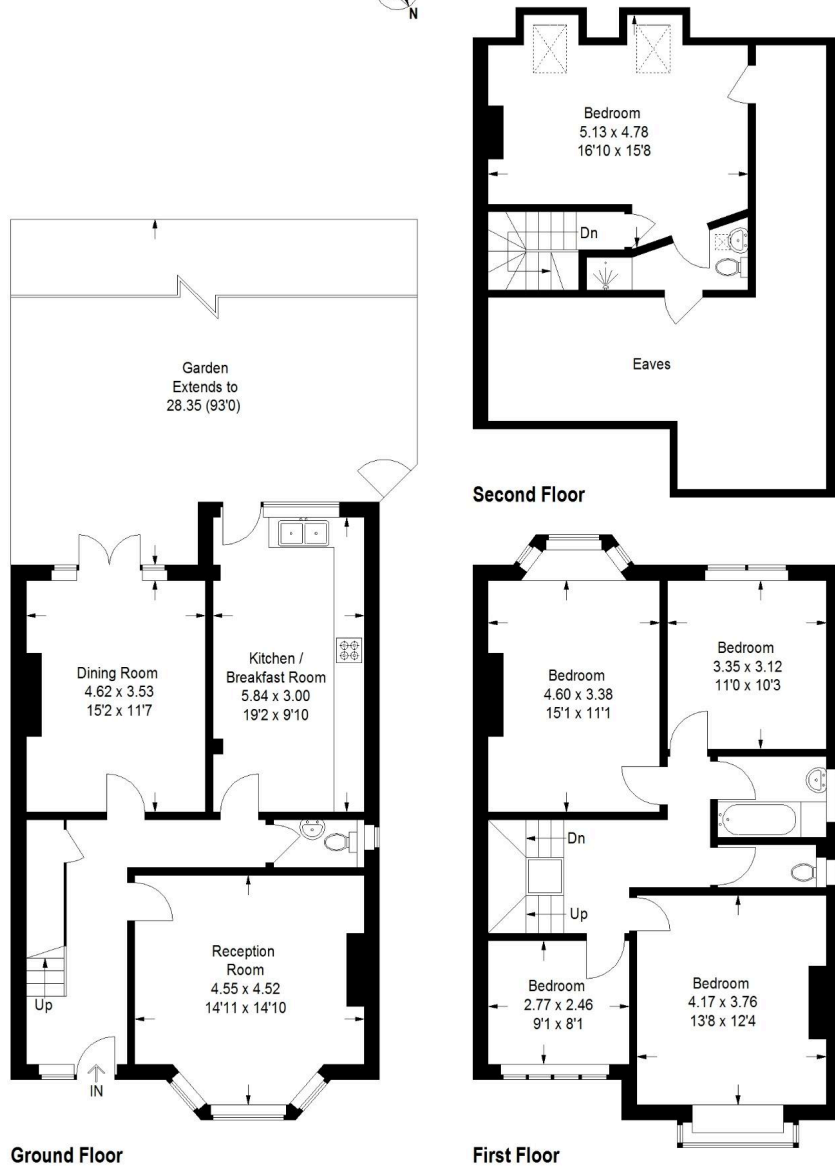 N
Bedroom
5.13 x 4.78
16'10 x 15'8
Dn
Eaves
Second Floor
Garden
Extends to
28.35 (93'0)
Dining Room
4.62 x 3.53
15'2 x 11'7
Kitchen /
Breakfast Room
5.84 x 3.00
19'2 x 9'10
Reception
Room
4.55 x 4.52
14'11 x 14'10
Up
IN
Ground Floor
Bedroom
4.60 x 3.38
15'1 x 11'1
Bedroom
3.35 x 3.12
11'0 x 10'3
Dn
Up
Bedroom
2.77 x 2.46
9'1 x 8'1
Bedroom
4.17 x 3.76
13'8 x 12'4
First Floor